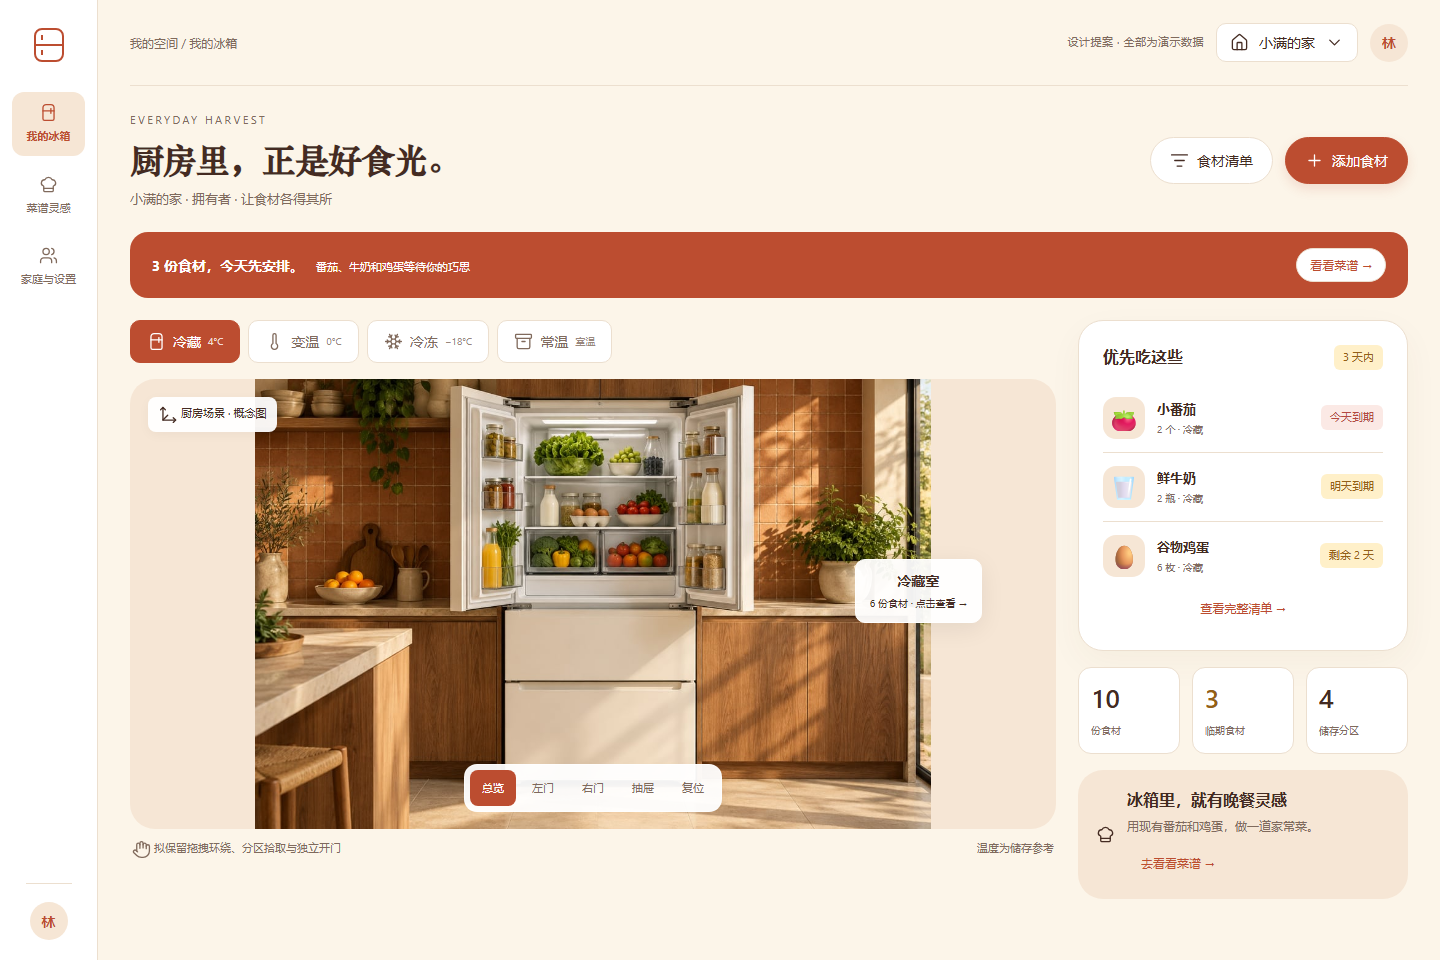 我的空间 / 我的冰箱
设计提案 · 全部为演示数据
小满的家
林
我的冰箱
菜谱灵感
家庭与设置
林
EVERYDAY HARVEST
厨房里，正是好食光。
小满的家 · 拥有者 · 让食材各得其所
食材清单
添加食材
3 份食材，今天先安排。 番茄、牛奶和鸡蛋等待你的巧思
看看菜谱 →
冷藏 4°C
变温 0°C
冷冻 −18°C
常温 室温
厨房场景 · 概念图
冷藏室
6 份食材 · 点击查看 →
总览
左门
右门
抽屉
复位
拟保留拖拽环绕、分区拾取与独立开门
温度为储存参考
优先吃这些
3 天内
小番茄
2 个 · 冷藏
今天到期
鲜牛奶
2 瓶 · 冷藏
明天到期
谷物鸡蛋
6 枚 · 冷藏
剩余 2 天
查看完整清单 →
10
份食材
3
临期食材
4
储存分区
冰箱里，就有晚餐灵感
用现有番茄和鸡蛋，做一道家常菜。
去看看菜谱 →